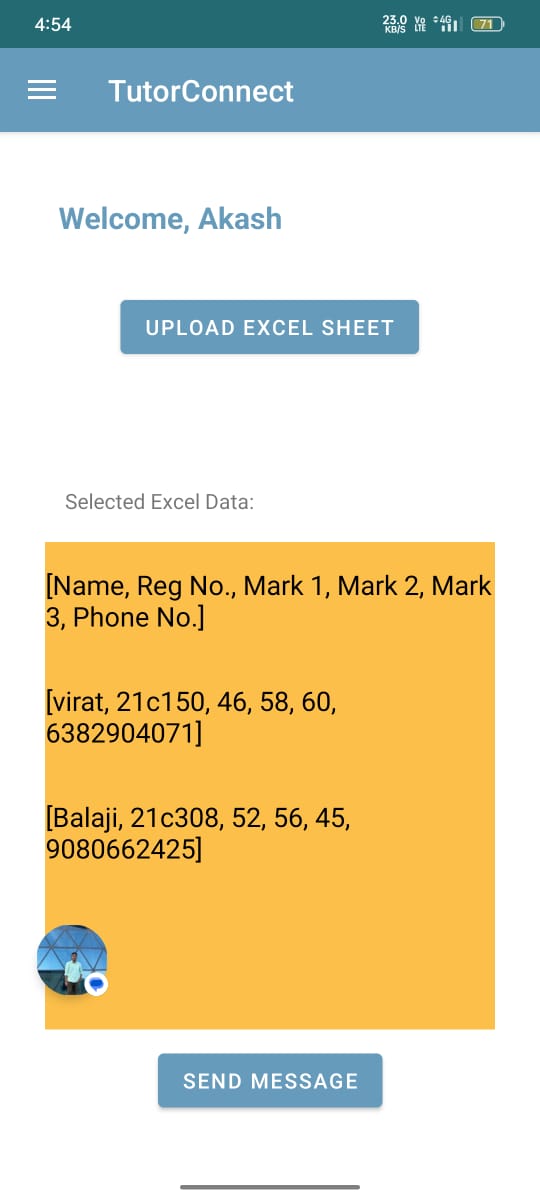 4:54
23.0 KB/S Vo LTE 4G 71
TutorConnect
Welcome, Akash
UPLOAD EXCEL SHEET
Selected Excel Data:
[Name, Reg No., Mark 1, Mark 2, Mark
3, Phone No.]
[virat, 21c150, 46, 58, 60,
6382904071]
[Balaji, 21c308, 52, 56, 45,
9080662425]
SEND MESSAGE